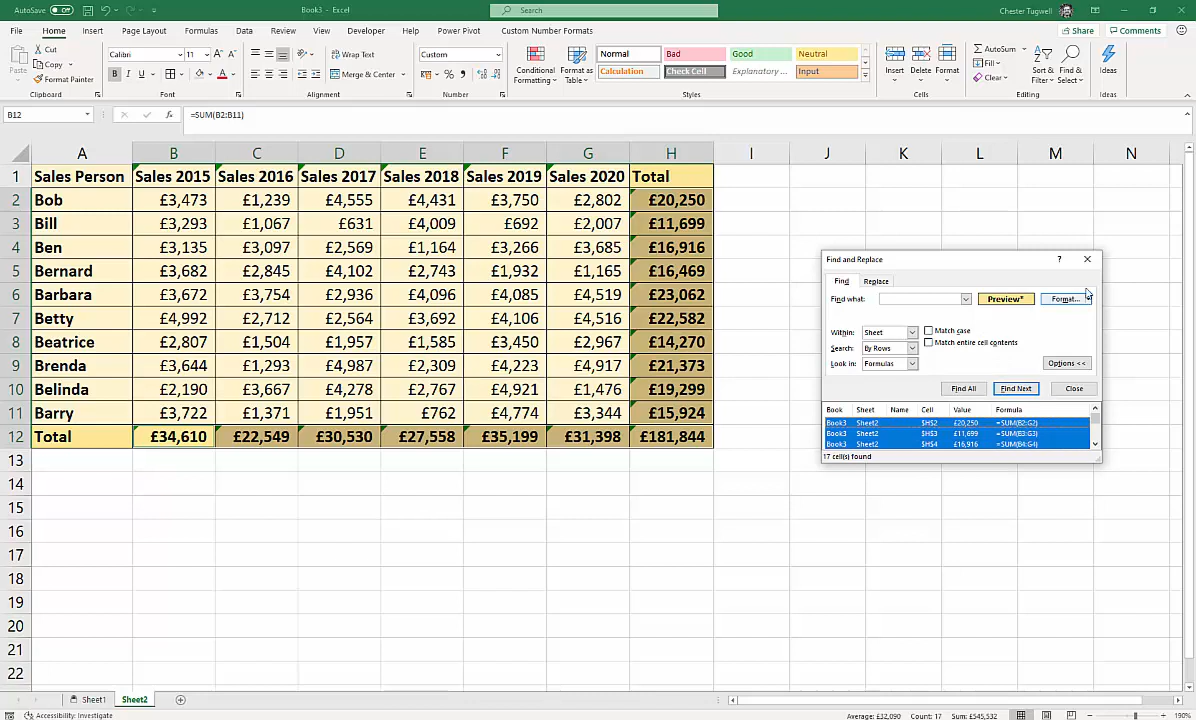 AutoSave Off Book3 - Excel Search Chester Tugwell
File Home Insert Page Layout Formulas Data Review View Developer Help Power Pivot Custom Number Formats Share Comments
Paste Cut Copy Format Painter
Clipboard
Calibri 11
B I U
Font
Wrap Text
Merge & Center
Alignment
Custom
Number
Conditional Formatting Format as Table
Normal Bad Good Neutral
Calculation Check Cell Explanatory ... Input
Styles
Insert Delete Format
Cells
AutoSum
Fill
Clear
Sort & Filter Find & Select
Editing
Ideas
Ideas
B12 fx =SUM(B2:B11)
A B C D E F G H I J K L M N
1 Sales Person Sales 2015 Sales 2016 Sales 2017 Sales 2018 Sales 2019 Sales 2020 Total
2 Bob £3,473 £1,239 £4,555 £4,431 £3,750 £2,802 £20,250
3 Bill £3,293 £1,067 £631 £4,009 £692 £2,007 £11,699
4 Ben £3,135 £3,097 £2,569 £1,164 £3,266 £3,685 £16,916
5 Bernard £3,682 £2,845 £4,102 £2,743 £1,932 £1,165 £16,469
6 Barbara £3,672 £3,754 £2,936 £4,096 £4,085 £4,519 £23,062
7 Betty £4,992 £2,712 £2,564 £3,692 £4,106 £4,516 £22,582
8 Beatrice £2,807 £1,504 £1,957 £1,585 £3,450 £2,967 £14,270
9 Brenda £3,644 £1,293 £4,987 £2,309 £4,223 £4,917 £21,373
10 Belinda £2,190 £3,667 £4,278 £2,767 £4,921 £1,476 £19,299
11 Barry £3,722 £1,371 £1,951 £762 £4,774 £3,344 £15,924
12 Total £34,610 £22,549 £30,530 £27,558 £35,199 £31,398 £181,844
13
14
15
16
17
18
19
20
21
22
Find and Replace ?
Find Replace
Find what: Preview* Format...
Within: Sheet Match case
Search: By Rows Match entire cell contents
Look in: Formulas Options <<
Find All Find Next Close
Book Sheet Name Cell Value Formula
Book3 Sheet2 $H$2 £20,250 =SUM(B2:G2)
Book3 Sheet2 $H$3 £11,699 =SUM(B3:G3)
Book3 Sheet2 $H$4 £16,916 =SUM(B4:G4)
17 cell(s) found
Sheet1 Sheet2
Accessibility: Investigate Average: £32,090 Count: 17 Sum: £545,532 190%